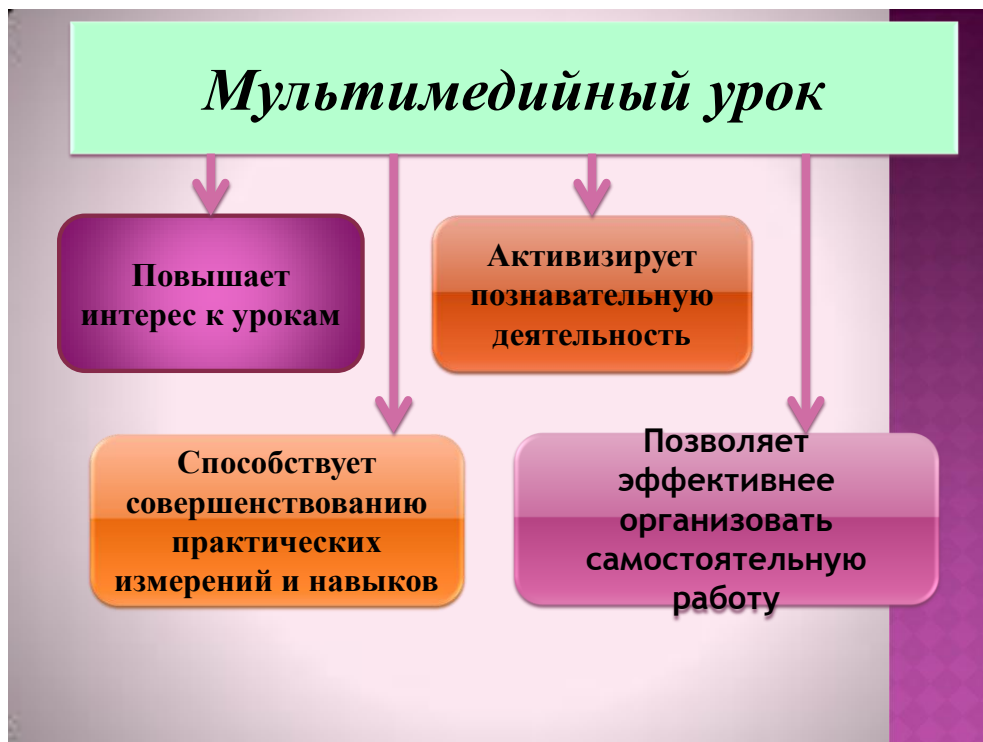 Мультимедийный урок
Повышает
интерес к урокам
Активизирует
познавательную
деятельность
Способствует
совершенствованию
практических
измерений и навыков
Позволяет
эффективнее
организовать
самостоятельную
работу